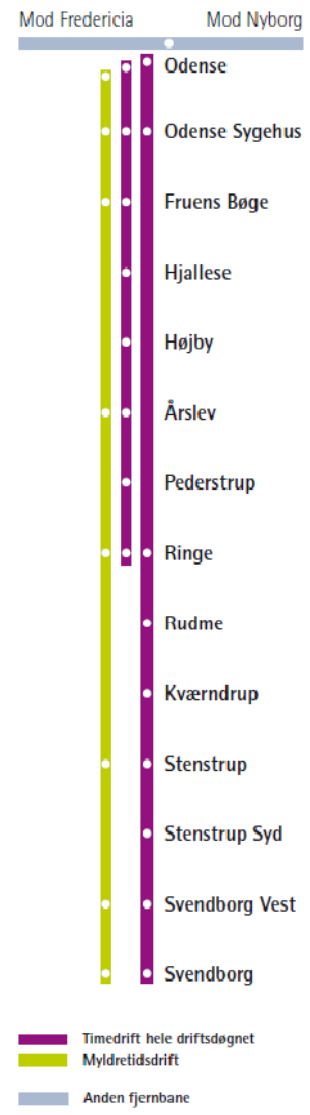 Mod Fredericia Mod Nyborg
Odense
Odense Sygehus
Fruens Bøge
Hjallese
Højby
Årslev
Pederstrup
Ringe
Rudme
Kværndrup
Stenstrup
Stenstrup Syd
Svendborg Vest
Svendborg
Timedrift hele driftsdøgnet
Myldretidsdrift
Anden fjernbane